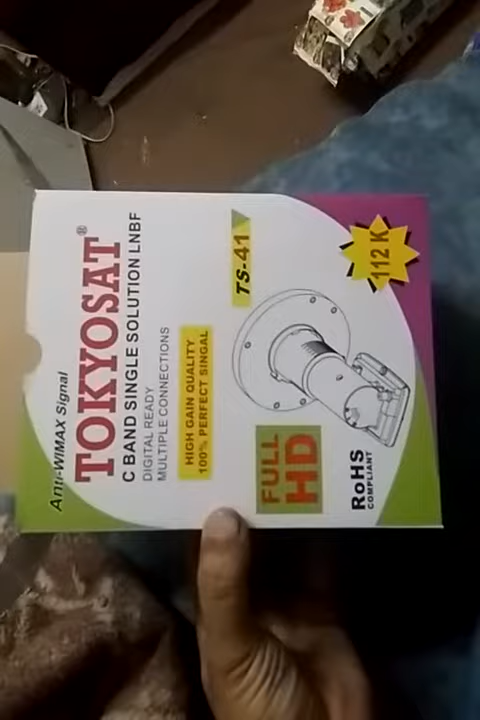 Anti-WiMAX Signal
TOKYOSAT®
C BAND SINGLE SOLUTION LNBF
DIGITAL READY
MULTIPLE CONNECTIONS
HIGH GAIN QUALITY
100% PERFECT SINGAL
TS-41
FULL
HD
RoHS
COMPLIANT
112 K